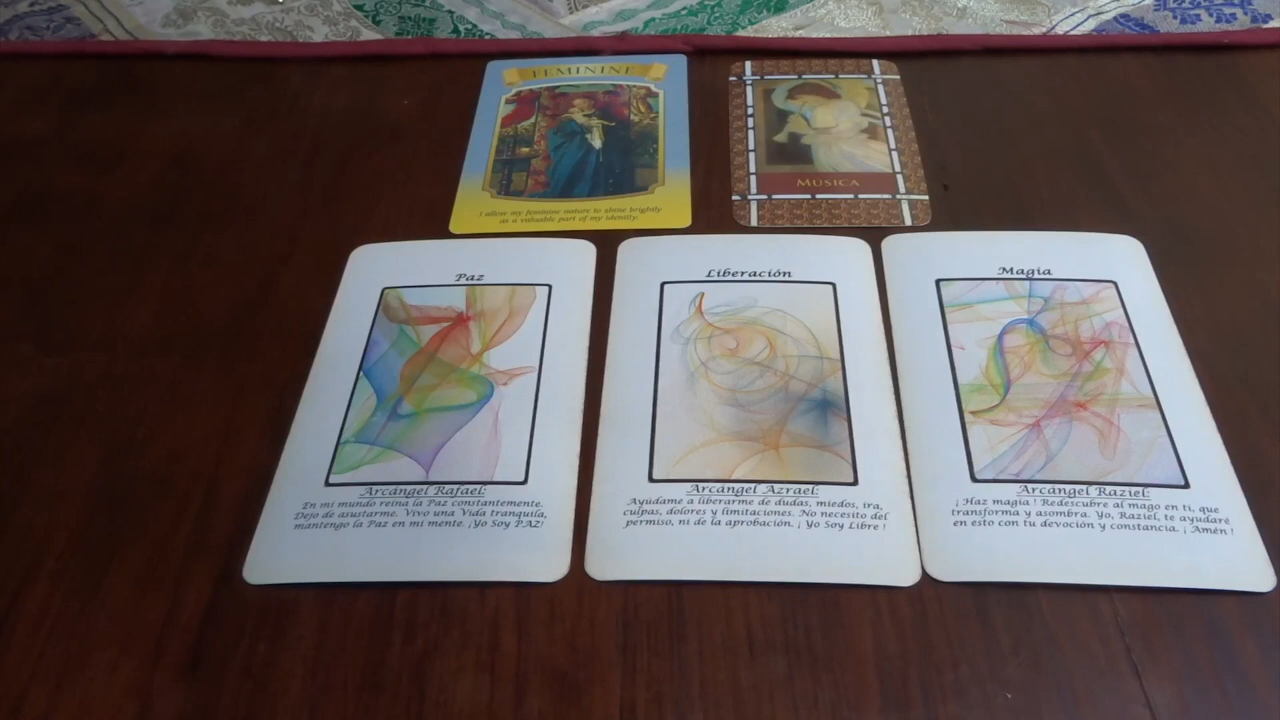 FEMININE
I allow my feminine nature to shine brightly
as a valuable part of my identity.
MÚSICA
Paz
Arcángel Rafael:
En mi mundo reina la Paz constantemente.
Dejo de asustarme. Vivo una Vida tranquila,
mantengo la Paz en mi mente. ¡Yo Soy PAZ!
Liberación
Arcángel Azrael:
Ayúdame a liberarme de dudas, miedos, ira,
culpas, dolores y limitaciones. No necesito del
permiso, ni de la aprobación. ¡ Yo Soy Libre !
Magia
Arcángel Raziel:
¡ Haz magia ! Redescubre al mago en ti, que
transforma y asombra. Yo, Raziel, te ayudaré
en esto con tu devoción y constancia. ¡ Amén !